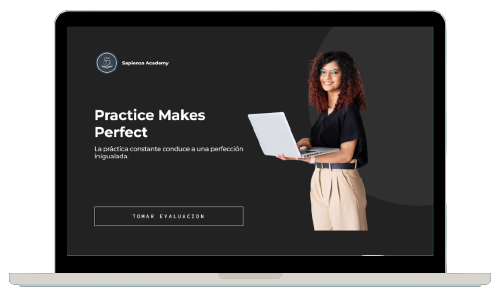 Sapienza Academy
Practice Makes
Perfect
La práctica constante conduce a una perfección
inigualada.
TOMAR EVALUACION